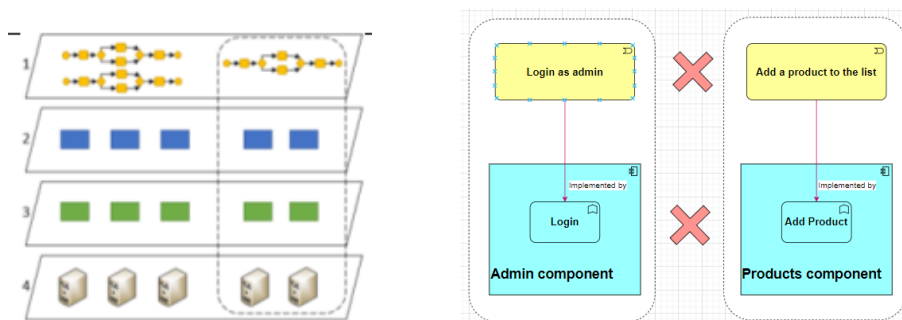 1
2
3
4
Login as admin
Add a product to the list
Implemented by
Implemented by
Login
Add Product
Admin component
Products component